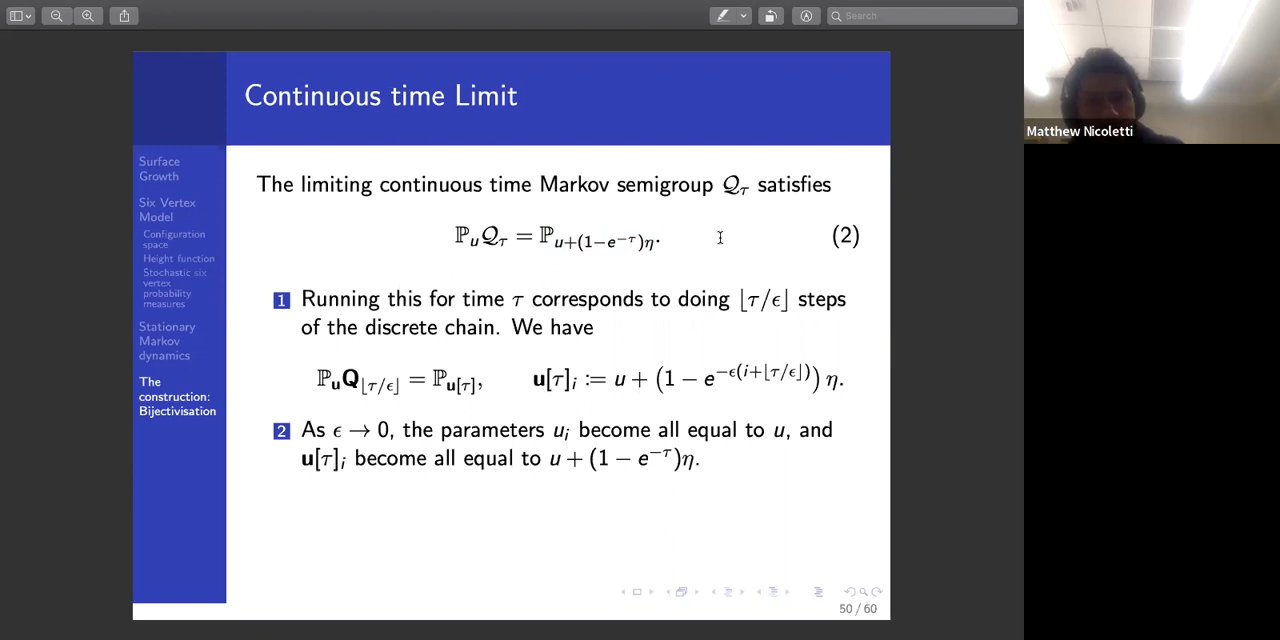 Search
Matthew Nicoletti
Continuous time Limit
Surface
Growth
Six Vertex
Model
Configuration
space
Height function
Stochastic six
vertex
probability
measures
Stationary
Markov
dynamics
The
construction:
Bijectivisation
The limiting continuous time Markov semigroup 𝒬_τ satisfies
ℙ_u𝒬_τ = ℙ_{u+(1−e^{−τ})η}. (2)
1 Running this for time τ corresponds to doing ⌊τ/ϵ⌋ steps
of the discrete chain. We have
ℙ_𝐮𝐐_{⌊τ/ϵ⌋} = ℙ_{𝐮[τ]}, 𝐮[τ]_i ≔ u + (1 − e^{−ϵ(i+⌊τ/ϵ⌋)}) η.
2 As ϵ → 0, the parameters u_i become all equal to u, and
𝐮[τ]_i become all equal to u + (1 − e^{−τ})η.
50 / 60